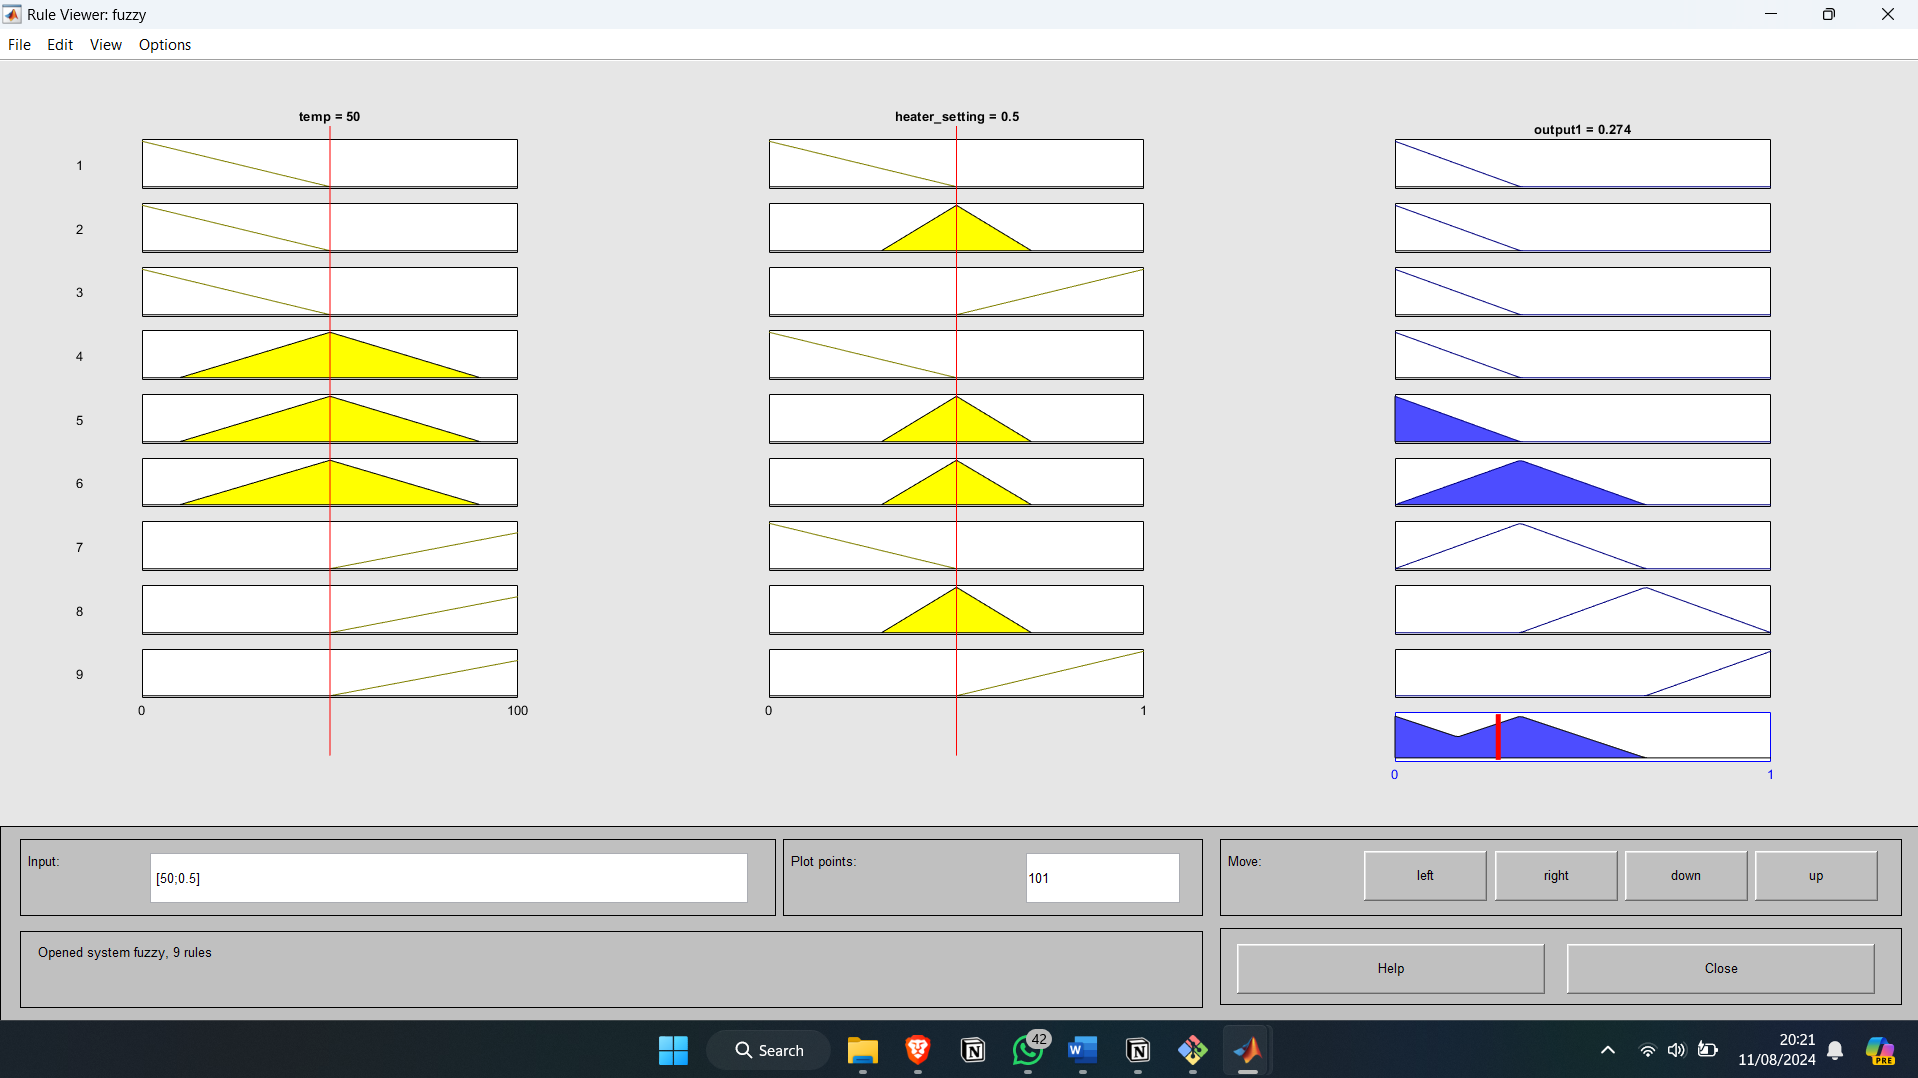 Rule Viewer: fuzzy
File Edit View Options
temp = 50
heater_setting = 0.5
output1 = 0.274
1
2
3
4
5
6
7
8
9
0 100
0 1
0 1
Input:
[50;0.5]
Plot points:
101
Move:
left right down up
Opened system fuzzy, 9 rules
Help Close
Search
42
W
20:21
11/08/2024
PRE